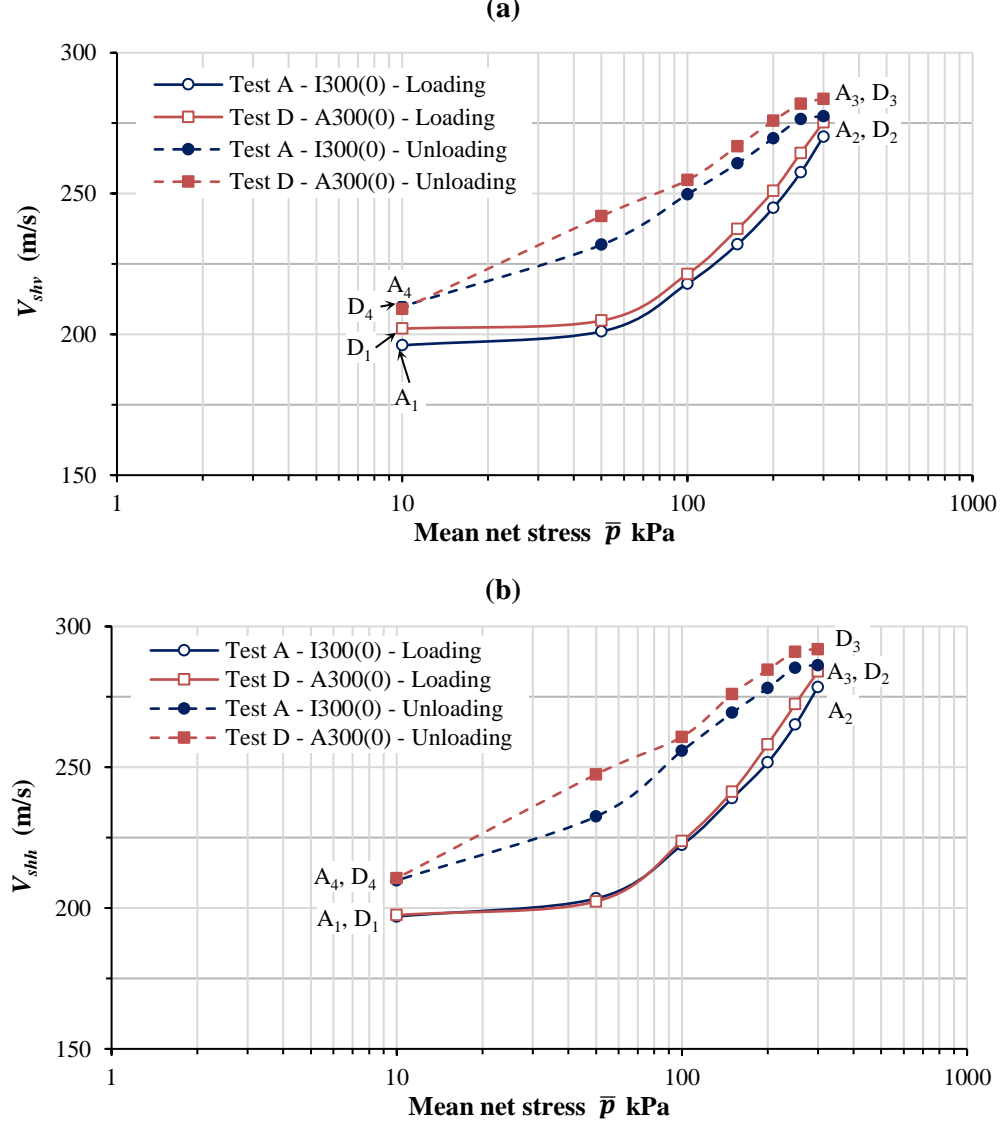 (a)
300
250
200
150
V_shv (m/s)
Test A - I300(0) - Loading
Test D - A300(0) - Loading
Test A - I300(0) - Unloading
Test D - A300(0) - Unloading
A₃, D₃
A₂, D₂
A₄
D₄
D₁
A₁
1 10 100 1000
Mean net stress p̅ kPa
(b)
300
250
200
150
V_shh (m/s)
Test A - I300(0) - Loading
Test D - A300(0) - Loading
Test A - I300(0) - Unloading
Test D - A300(0) - Unloading
D₃
A₃, D₂
A₂
A₄, D₄
A₁, D₁
1 10 100 1000
Mean net stress p̅ kPa